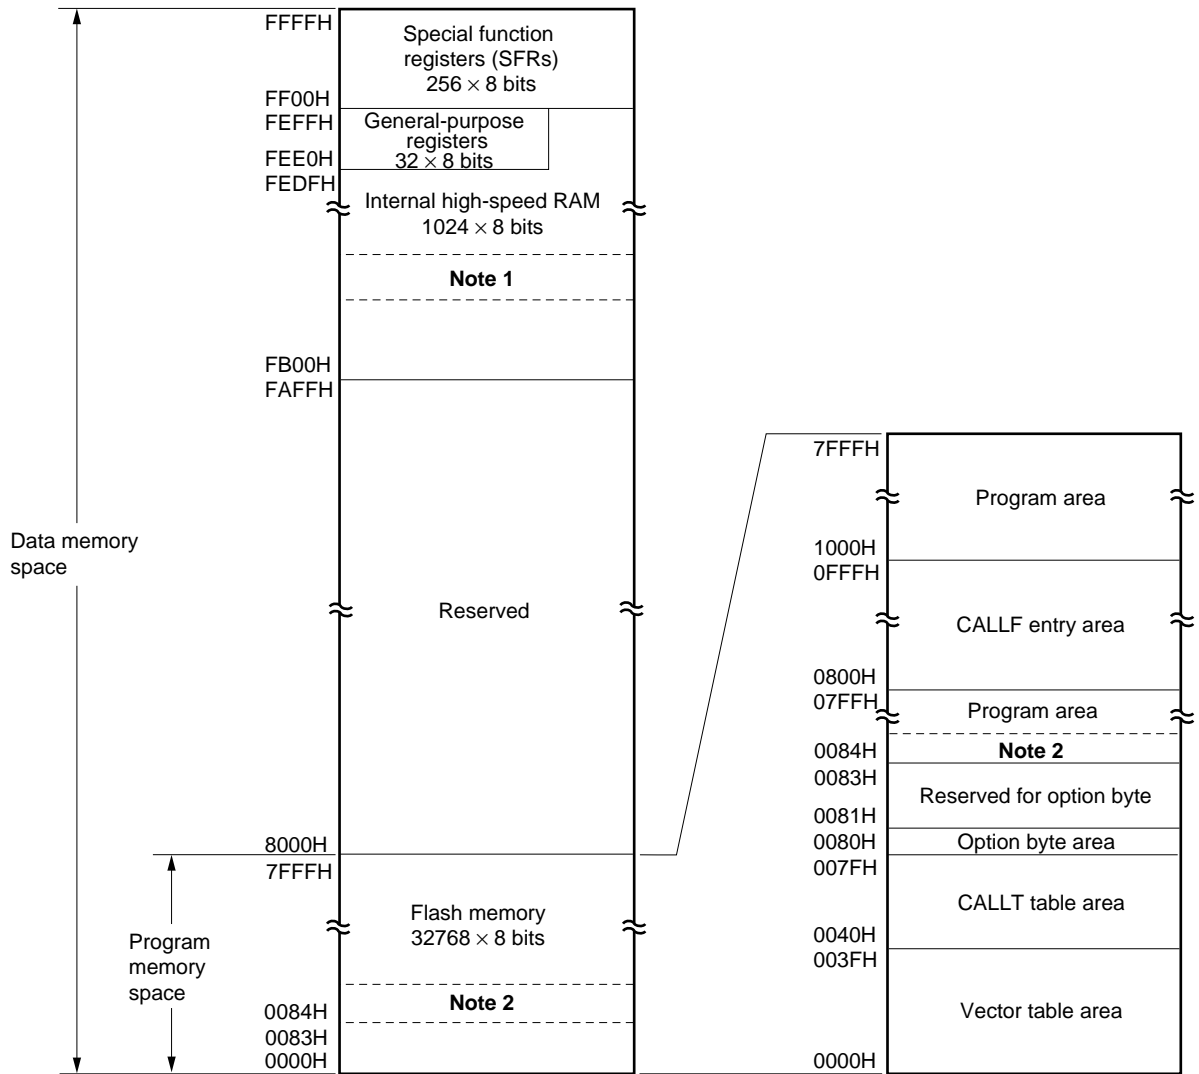 FFFFH
Special function
registers (SFRs)
256 × 8 bits
FF00H
FEFFH
General-purpose
registers
32 × 8 bits
FEE0H
FEDFH
Internal high-speed RAM
1024 × 8 bits
Note 1
FB00H
FAFFH
Data memory
space
Reserved
8000H
7FFFH
Flash memory
32768 × 8 bits
Program
memory
space
Note 2
0084H
0083H
0000H
7FFFH
Program area
1000H
0FFFH
CALLF entry area
0800H
07FFH
Program area
0084H
Note 2
0083H
Reserved for option byte
0081H
0080H
Option byte area
007FH
CALLT table area
0040H
003FH
Vector table area
0000H